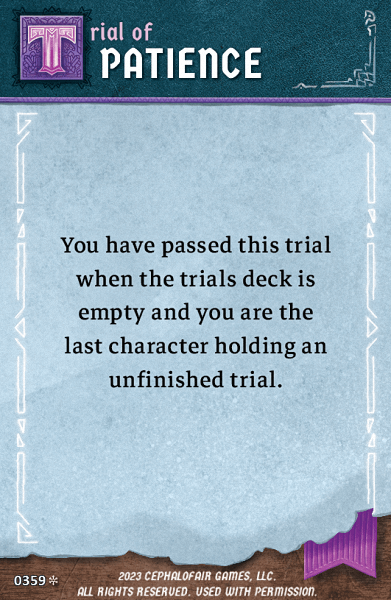 Trial of
PATIENCE
You have passed this trial
when the trials deck is
empty and you are the
last character holding an
unfinished trial.
0359✻
2023 CEPHALOFAIR GAMES, LLC.
ALL RIGHTS RESERVED. USED WITH PERMISSION.